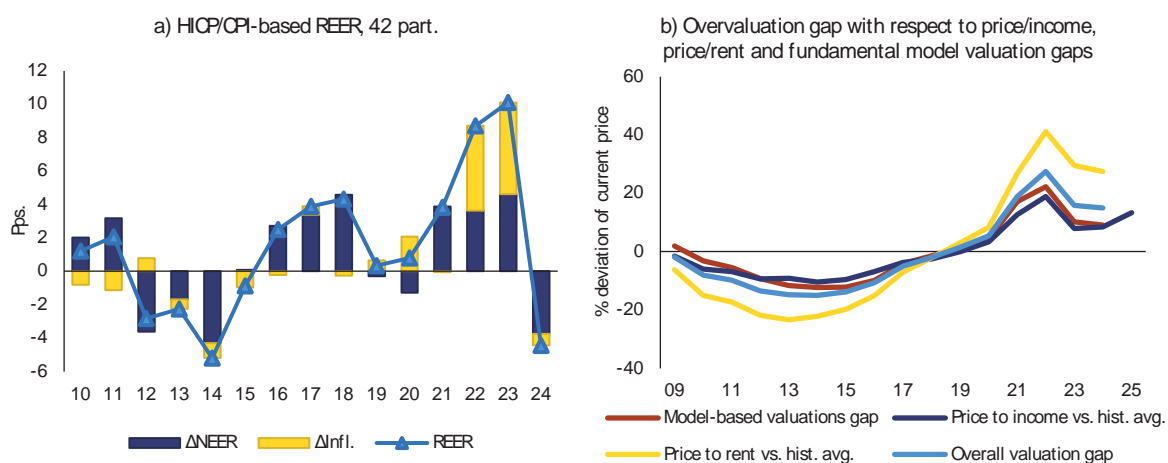 a) HICP/CPI-based REER, 42 part.
12
10
8
6
4
2
0
-2
-4
-6
Pps.
10 11 12 13 14 15 16 17 18 19 20 21 22 23 24
ΔNEER ΔInfl. REER
b) Overvaluation gap with respect to price/income,
price/rent and fundamental model valuation gaps
60
40
20
0
-20
-40
% deviation of current price
09 11 13 15 17 19 21 23 25
Model-based valuations gap Price to income vs. hist. avg.
Price to rent vs. hist. avg. Overall valuation gap